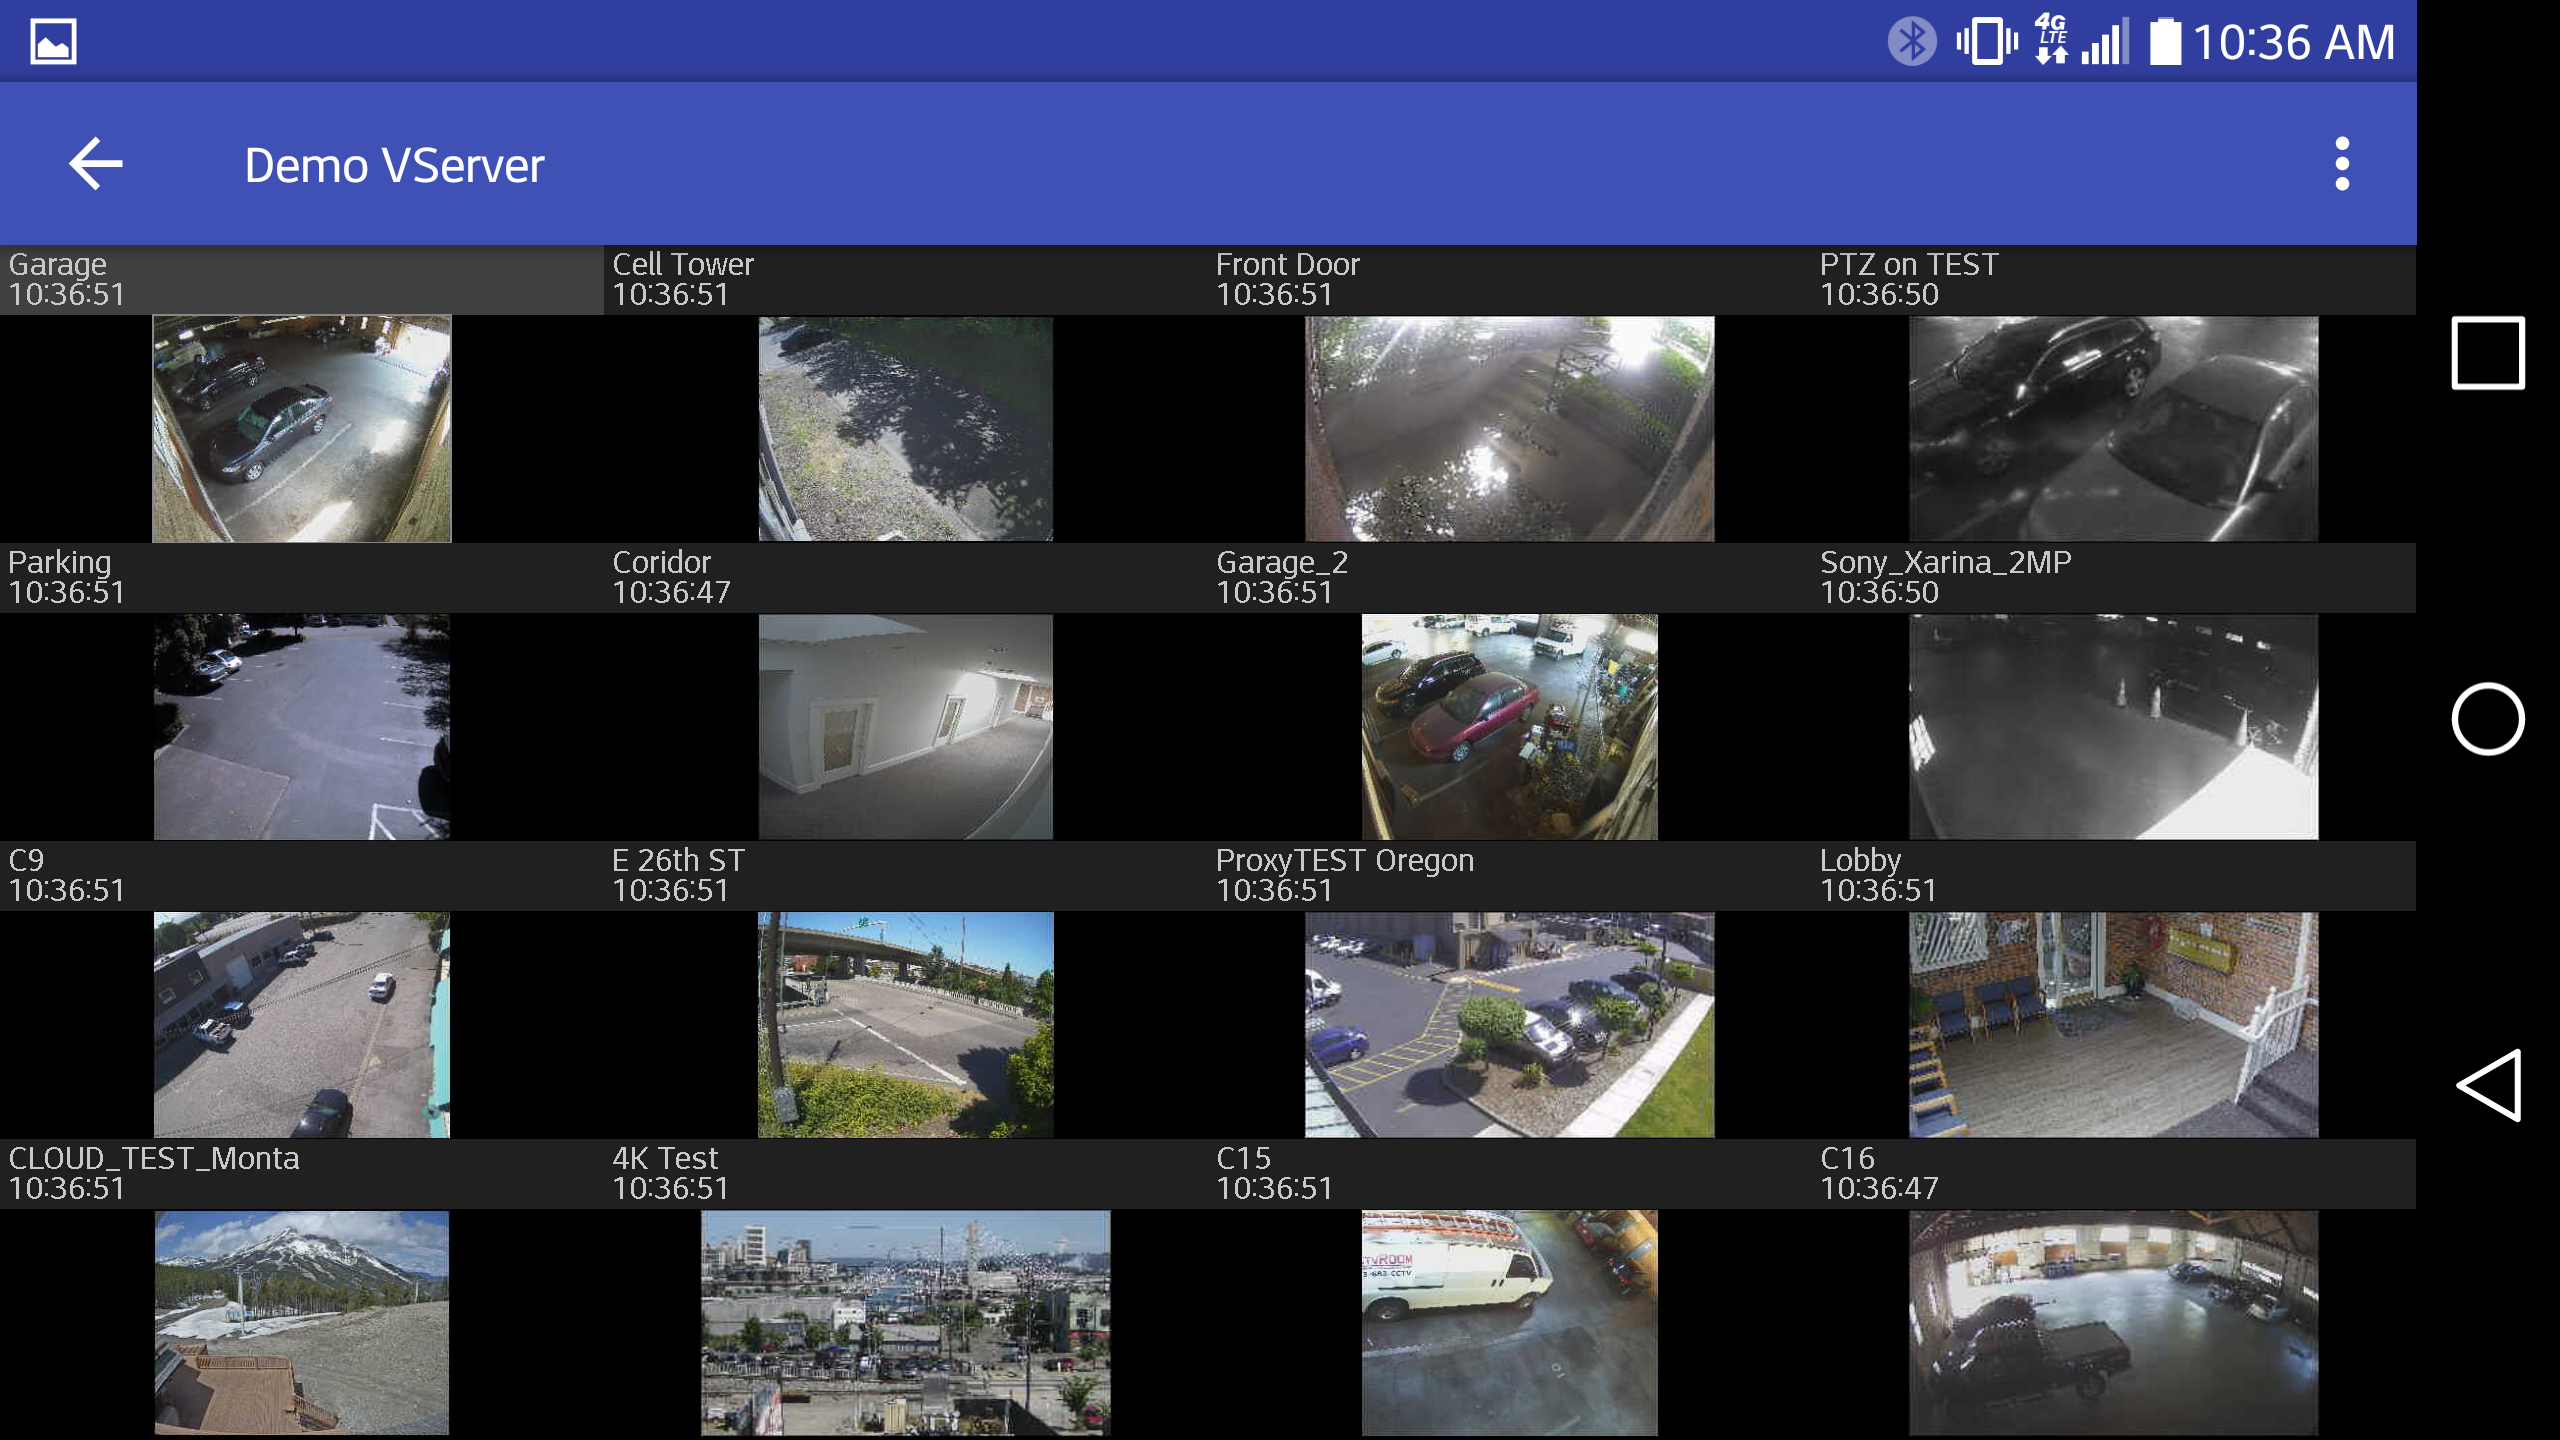 4G
LTE
10:36 AM
Demo VServer
Garage
10:36:51
Cell Tower
10:36:51
Front Door
10:36:51
PTZ on TEST
10:36:50
Parking
10:36:51
Coridor
10:36:47
Garage_2
10:36:51
Sony_Xarina_2MP
10:36:50
C9
10:36:51
E 26th ST
10:36:51
ProxyTEST Oregon
10:36:51
Lobby
10:36:51
CLOUD_TEST_Monta
10:36:51
4K Test
10:36:51
C15
10:36:51
C16
10:36:47
CTVROOM
3-683-CCTV